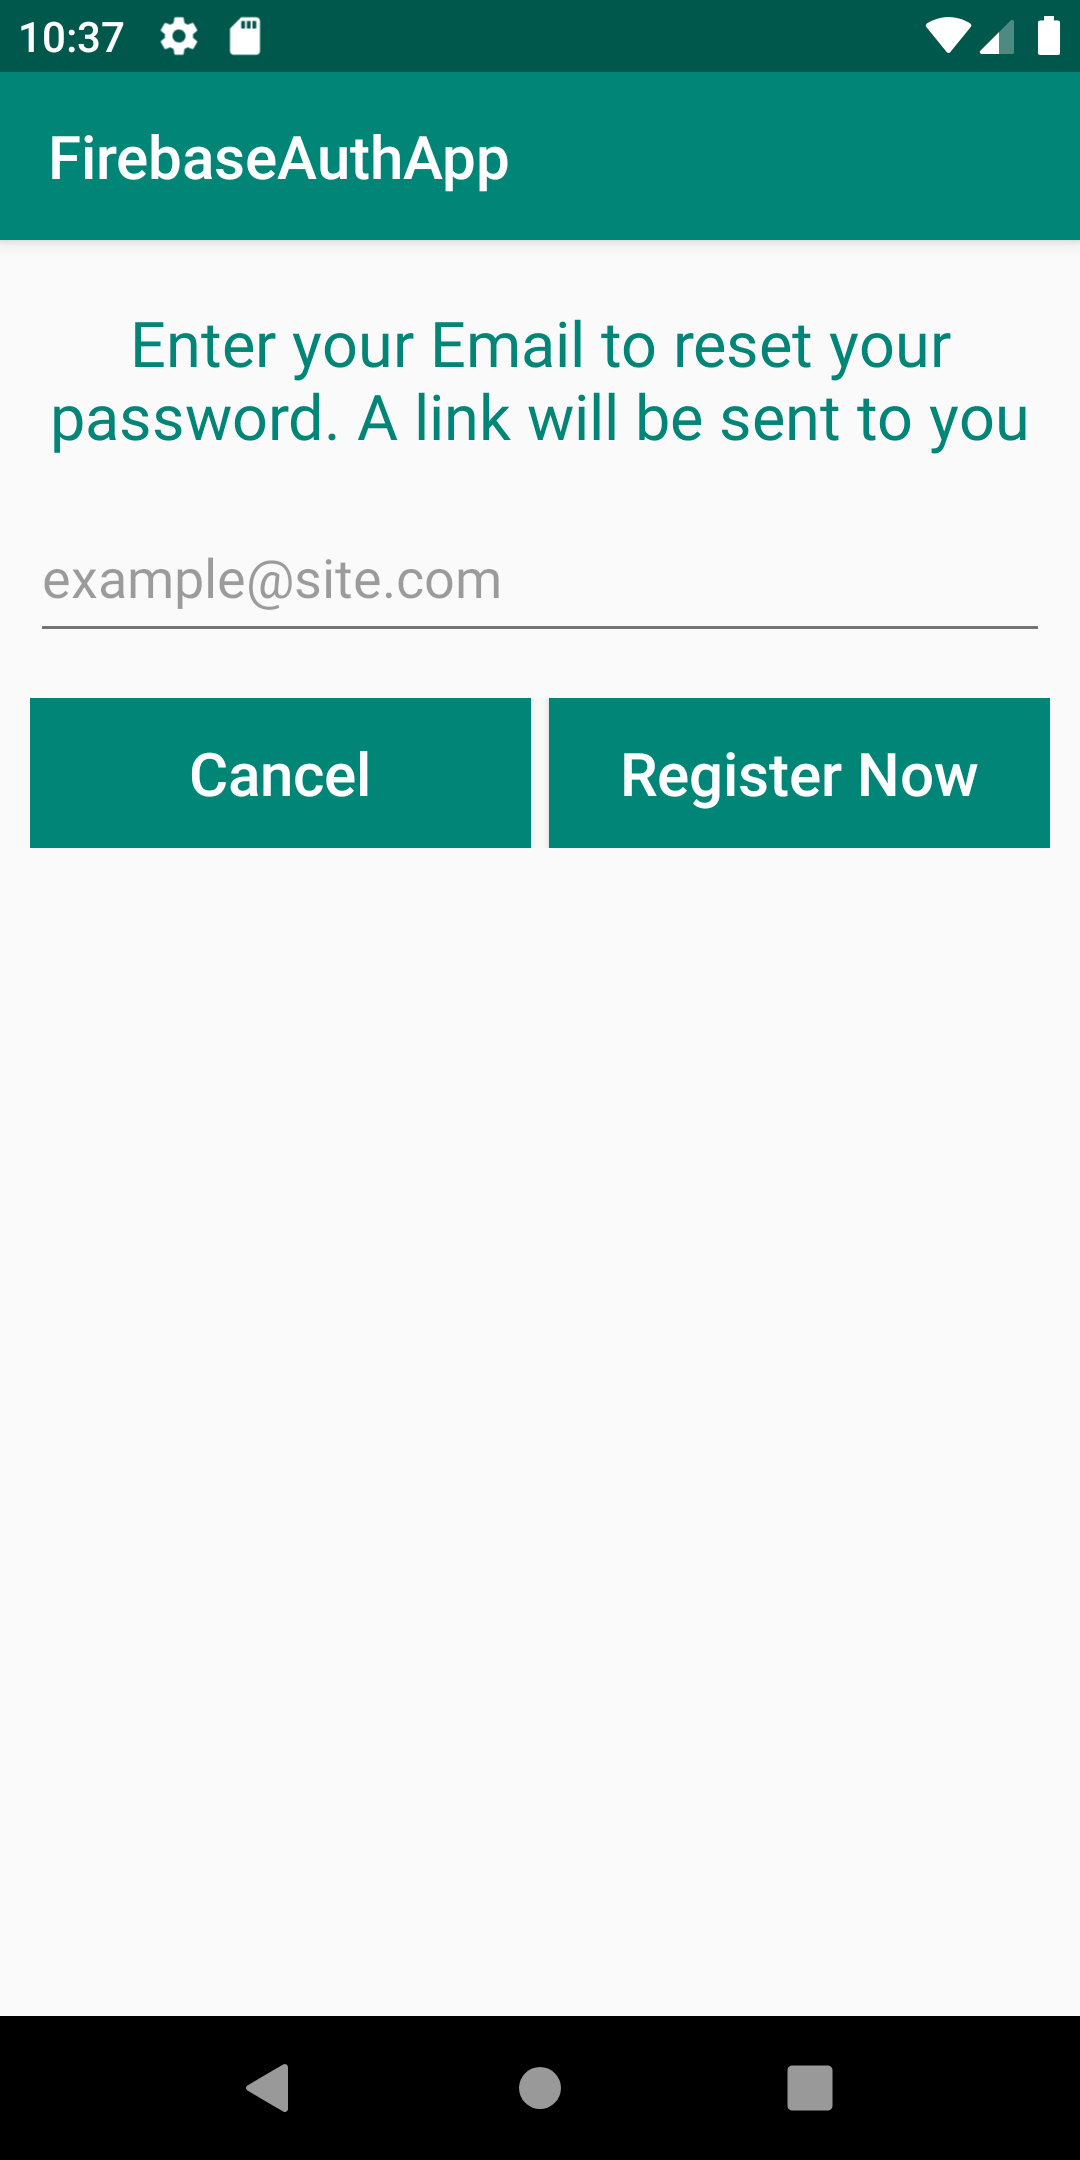 10:37
FirebaseAuthApp
Enter your Email to reset your
password. A link will be sent to you
example@site.com
Cancel
Register Now